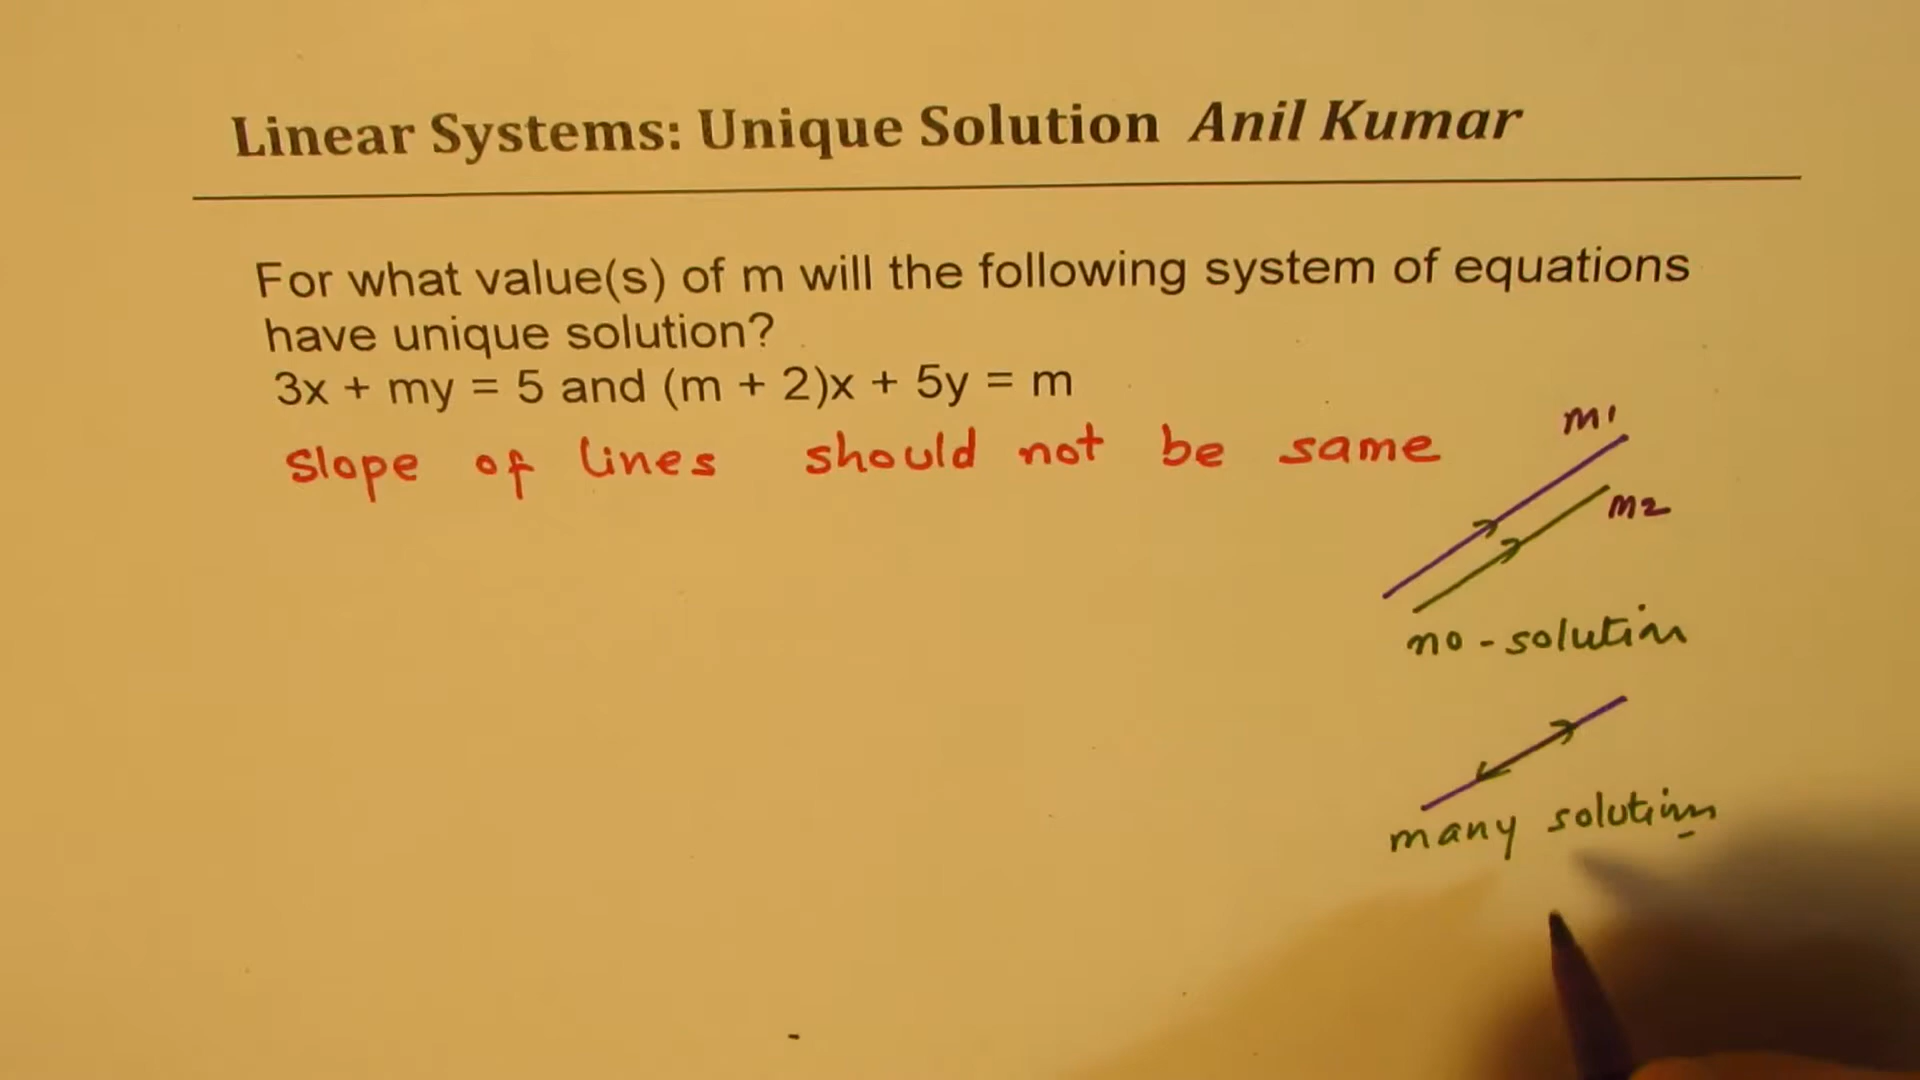 Linear Systems: Unique Solution Anil Kumar
For what value(s) of m will the following system of equations
have unique solution?
3x + my = 5 and (m + 2)x + 5y = m
slope of lines should not be same
m1
m2
no - solution
many solution